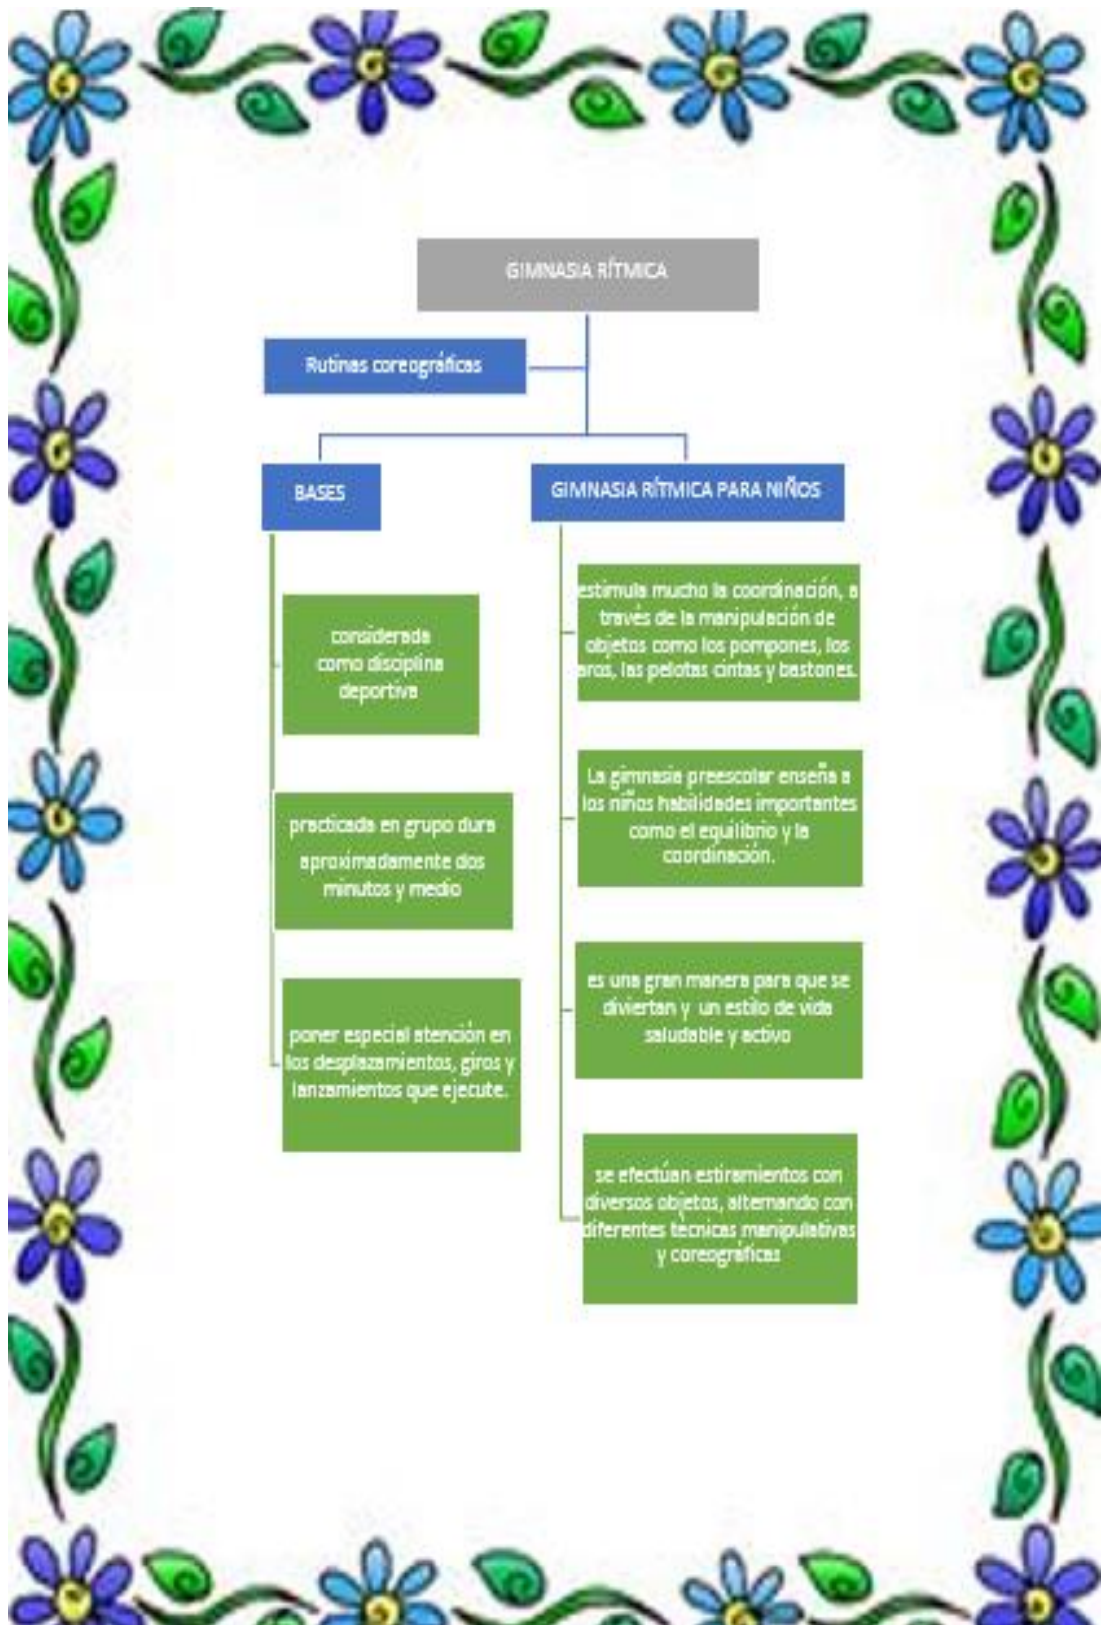 GIMNASIA RÍTMICA
Rutinas coreográficas
BASES
considerada
como disciplina
deportiva
practicada en grupo dura
aproximadamente dos
minutos y medio
poner especial atención en
los desplazamientos, giros y
lanzamientos que ejecute.
GIMNASIA RÍTMICA PARA NIÑOS
estimula mucho la coordinación, a
través de la manipulación de
objetos como los pompones, los
aros, las pelotas cintas y bastones.
La gimnasia preescolar enseña a
los niños habilidades importantes
como el equilibrio y la
coordinación.
es una gran manera para que se
diviertan y un estilo de vida
saludable y activo
se efectúan estiramientos con
diversos objetos, alternando con
diferentes técnicas manipulativas
y coreográficas